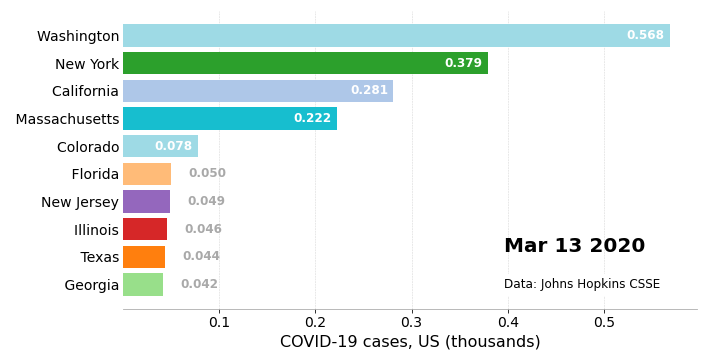 Washington 0.568
New York 0.379
California 0.281
Massachusetts 0.222
Colorado 0.078
Florida 0.050
New Jersey 0.049
Illinois 0.046
Texas 0.044
Georgia 0.042
Mar 13 2020
Data: Johns Hopkins CSSE
0.1 0.2 0.3 0.4 0.5
COVID-19 cases, US (thousands)